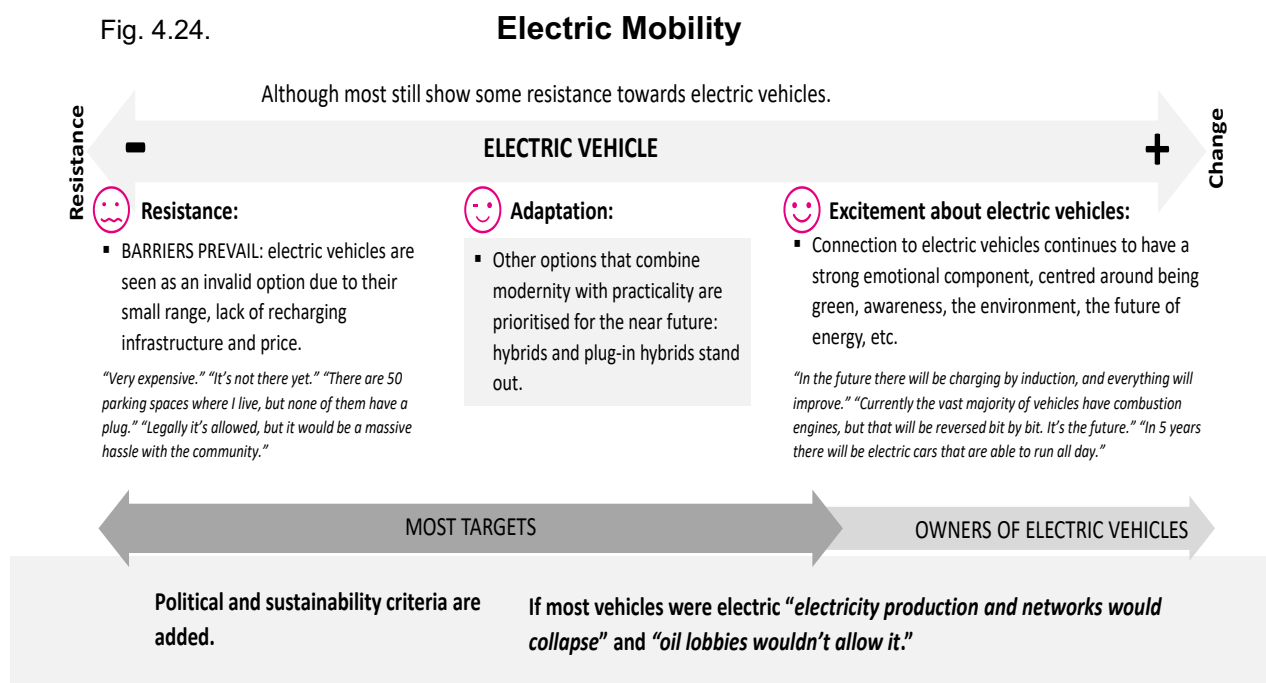 Fig. 4.24.
Electric Mobility
Although most still show some resistance towards electric vehicles.
Resistance
-
ELECTRIC VEHICLE
+
Change
Resistance:
▪ BARRIERS PREVAIL: electric vehicles are
seen as an invalid option due to their
small range, lack of recharging
infrastructure and price.
“Very expensive.” “It’s not there yet.” “There are 50
parking spaces where I live, but none of them have a
plug.” “Legally it’s allowed, but it would be a massive
hassle with the community.”
Adaptation:
▪ Other options that combine
modernity with practicality are
prioritised for the near future:
hybrids and plug-in hybrids stand
out.
Excitement about electric vehicles:
▪ Connection to electric vehicles continues to have a
strong emotional component, centred around being
green, awareness, the environment, the future of
energy, etc.
“In the future there will be charging by induction, and everything will
improve.” “Currently the vast majority of vehicles have combustion
engines, but that will be reversed bit by bit. It’s the future.” “In 5 years
there will be electric cars that are able to run all day.”
MOST TARGETS
OWNERS OF ELECTRIC VEHICLES
Political and sustainability criteria are
added.
If most vehicles were electric “electricity production and networks would
collapse” and “oil lobbies wouldn’t allow it.”